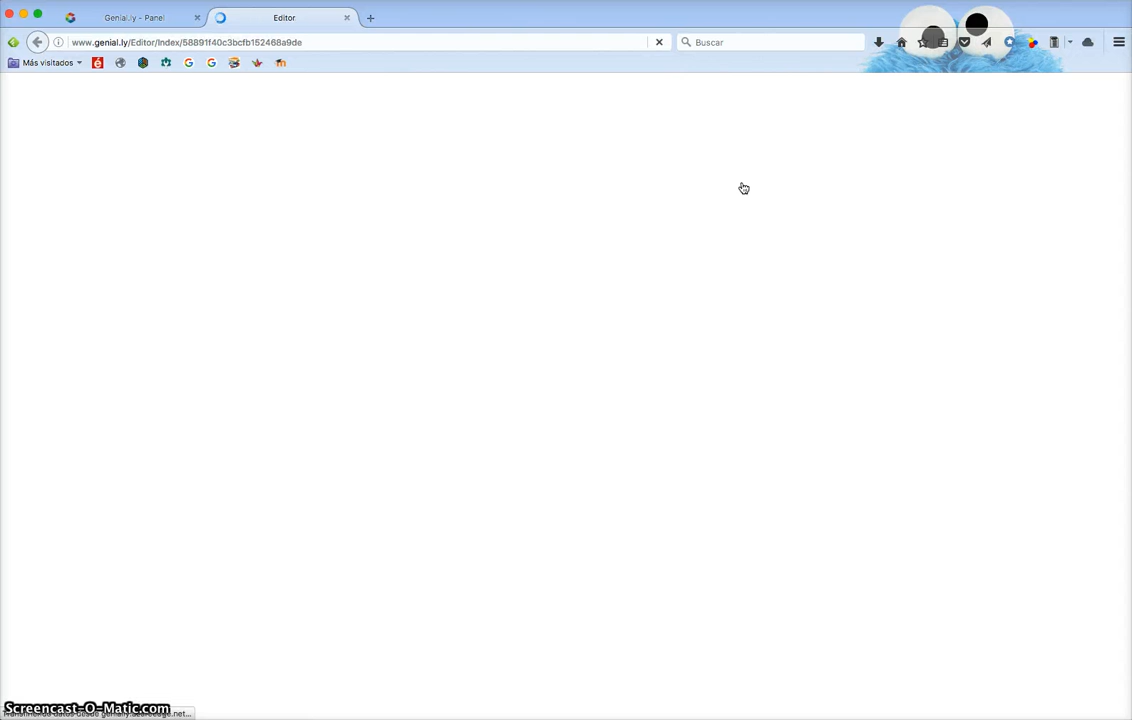 Genial.ly - Panel
Editor
www.genial.ly/Editor/Index/58891f40c3bcfb152468a9de
Buscar
Más visitados
Screencast-O-Matic.com